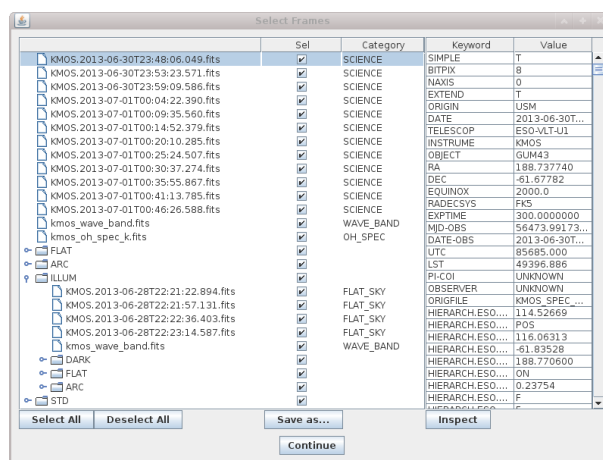 Select Frames
Sel Category Keyword Value
KMOS.2013-06-30T23:48:06.049.fits SCIENCE SIMPLE T
KMOS.2013-06-30T23:53:23.571.fits SCIENCE BITPIX 8
KMOS.2013-06-30T23:59:09.586.fits SCIENCE NAXIS 0
KMOS.2013-07-01T00:04:22.390.fits SCIENCE EXTEND T
KMOS.2013-07-01T00:09:35.560.fits SCIENCE ORIGIN USM
KMOS.2013-07-01T00:14:52.379.fits SCIENCE DATE 2013-06-30T...
KMOS.2013-07-01T00:20:10.285.fits SCIENCE TELESCOP ESO-VLT-U1
KMOS.2013-07-01T00:25:24.507.fits SCIENCE INSTRUME KMOS
KMOS.2013-07-01T00:30:37.274.fits SCIENCE OBJECT GUM43
KMOS.2013-07-01T00:35:55.867.fits SCIENCE RA 188.737740
KMOS.2013-07-01T00:41:13.785.fits SCIENCE DEC -61.67782
KMOS.2013-07-01T00:46:26.588.fits SCIENCE EQUINOX 2000.0
kmos_wave_band.fits WAVE_BAND RADECSYS FK5
kmos_oh_spec_k.fits OH_SPEC EXPTIME 300.0000000
FLAT MJD-OBS 56473.99173...
ARC DATE-OBS 2013-06-30T...
ILLUM UTC 85685.000
KMOS.2013-06-28T22:21:22.894.fits FLAT_SKY LST 49396.886
KMOS.2013-06-28T22:21:57.131.fits FLAT_SKY PI-COI UNKNOWN
KMOS.2013-06-28T22:22:36.403.fits FLAT_SKY OBSERVER UNKNOWN
KMOS.2013-06-28T22:23:14.587.fits FLAT_SKY ORIGFILE KMOS_SPEC_...
kmos_wave_band.fits WAVE_BAND HIERARCH.ESO.... 114.52669
DARK HIERARCH.ESO.... POS
FLAT HIERARCH.ESO.... 116.06313
ARC HIERARCH.ESO.... -61.83528
STD HIERARCH.ESO.... 188.770600
HIERARCH.ESO.... ON
HIERARCH.ESO.... 0.23754
HIERARCH.ESO.... F
Select All Deselect All Save as... Inspect
Continue